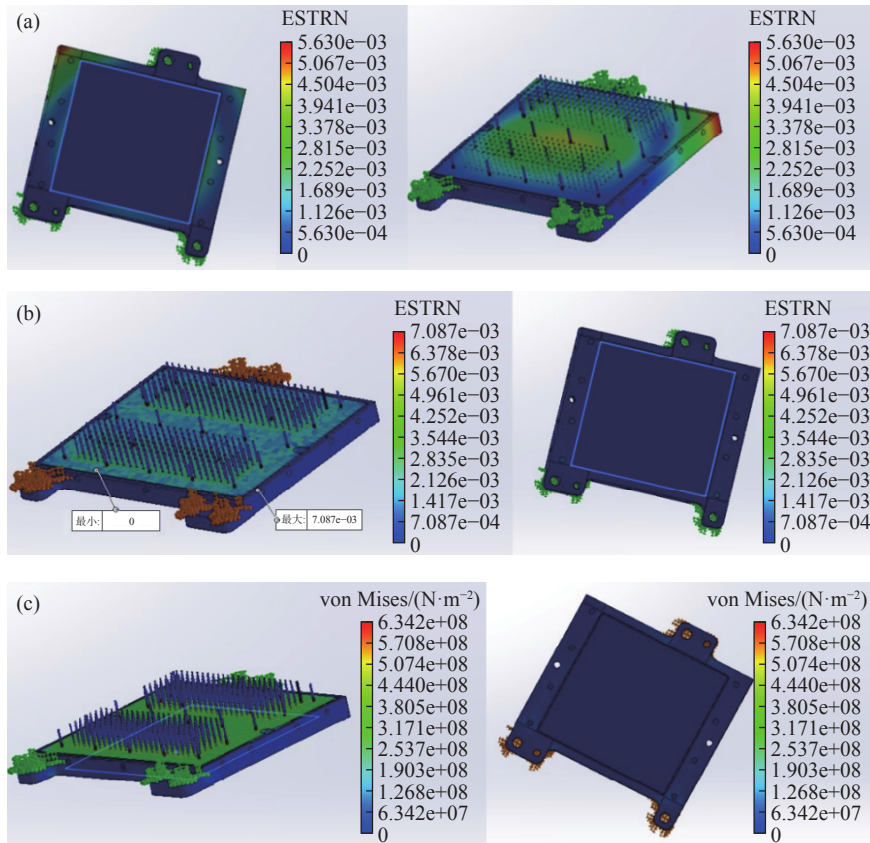 (a)
ESTRN
5.630e−03
5.067e−03
4.504e−03
3.941e−03
3.378e−03
2.815e−03
2.252e−03
1.689e−03
1.126e−03
5.630e−04
0
ESTRN
5.630e−03
5.067e−03
4.504e−03
3.941e−03
3.378e−03
2.815e−03
2.252e−03
1.689e−03
1.126e−03
5.630e−04
0
(b)
ESTRN
7.087e−03
6.378e−03
5.670e−03
4.961e−03
4.252e−03
3.544e−03
2.835e−03
2.126e−03
1.417e−03
7.087e−04
0
最小: 0
最大: 7.087e−03
ESTRN
7.087e−03
6.378e−03
5.670e−03
4.961e−03
4.252e−03
3.544e−03
2.835e−03
2.126e−03
1.417e−03
7.087e−04
0
(c)
von Mises/(N·m⁻²)
6.342e+08
5.708e+08
5.074e+08
4.440e+08
3.805e+08
3.171e+08
2.537e+08
1.903e+08
1.268e+08
6.342e+07
0
von Mises/(N·m⁻²)
6.342e+08
5.708e+08
5.074e+08
4.440e+08
3.805e+08
3.171e+08
2.537e+08
1.903e+08
1.268e+08
6.342e+07
0